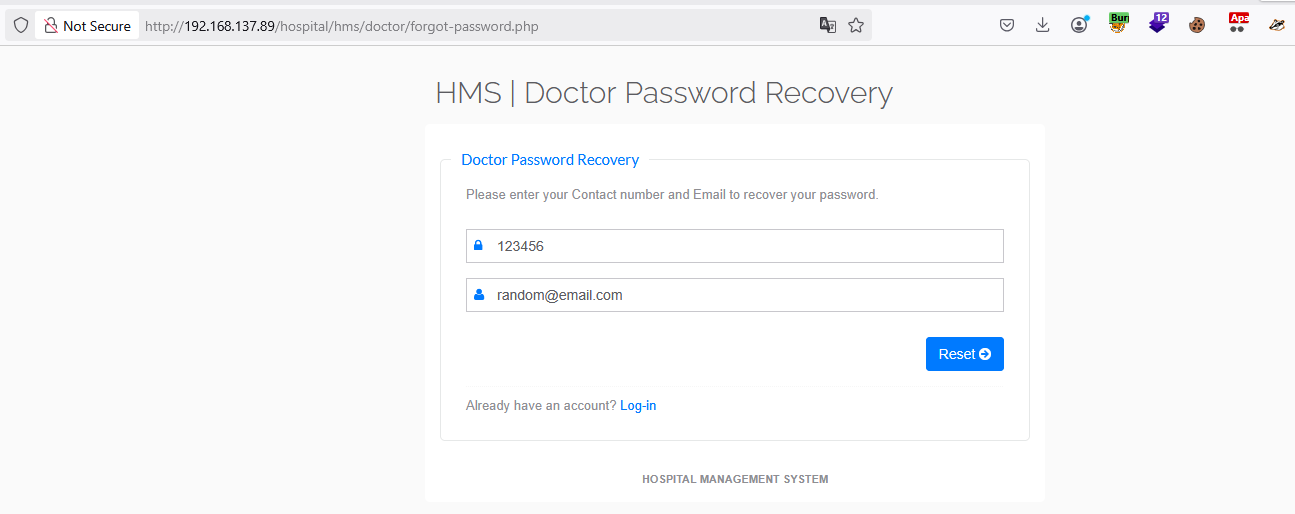 Not Secure http://192.168.137.89/hospital/hms/doctor/forgot-password.php 12 Apa
HMS | Doctor Password Recovery
Doctor Password Recovery
Please enter your Contact number and Email to recover your password.
123456
random@email.com
Reset
Already have an account? Log-in
HOSPITAL MANAGEMENT SYSTEM